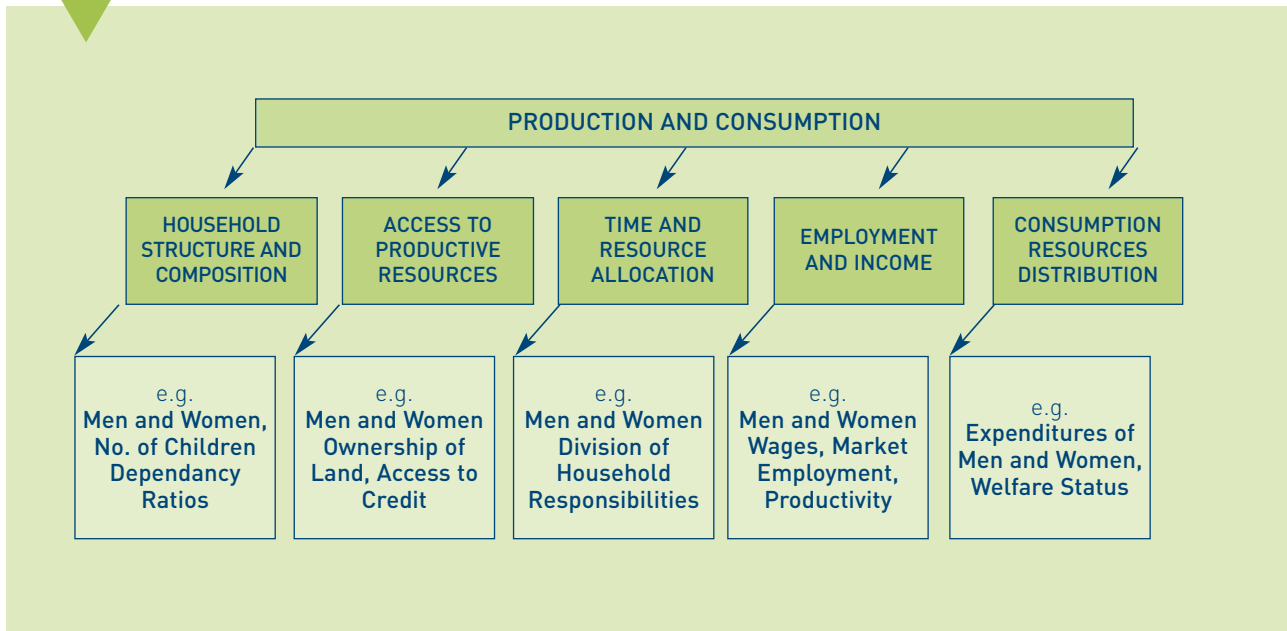 PRODUCTION AND CONSUMPTION
HOUSEHOLD
STRUCTURE AND
COMPOSITION
ACCESS TO
PRODUCTIVE
RESOURCES
TIME AND
RESOURCE
ALLOCATION
EMPLOYMENT
AND INCOME
CONSUMPTION
RESOURCES
DISTRIBUTION
e.g.
Men and Women,
No. of Children
Dependancy
Ratios
e.g.
Men and Women
Ownership of
Land, Access to
Credit
e.g.
Men and Women
Division of
Household
Responsibilities
e.g.
Men and Women
Wages, Market
Employment,
Productivity
e.g.
Expenditures of
Men and Women,
Welfare Status